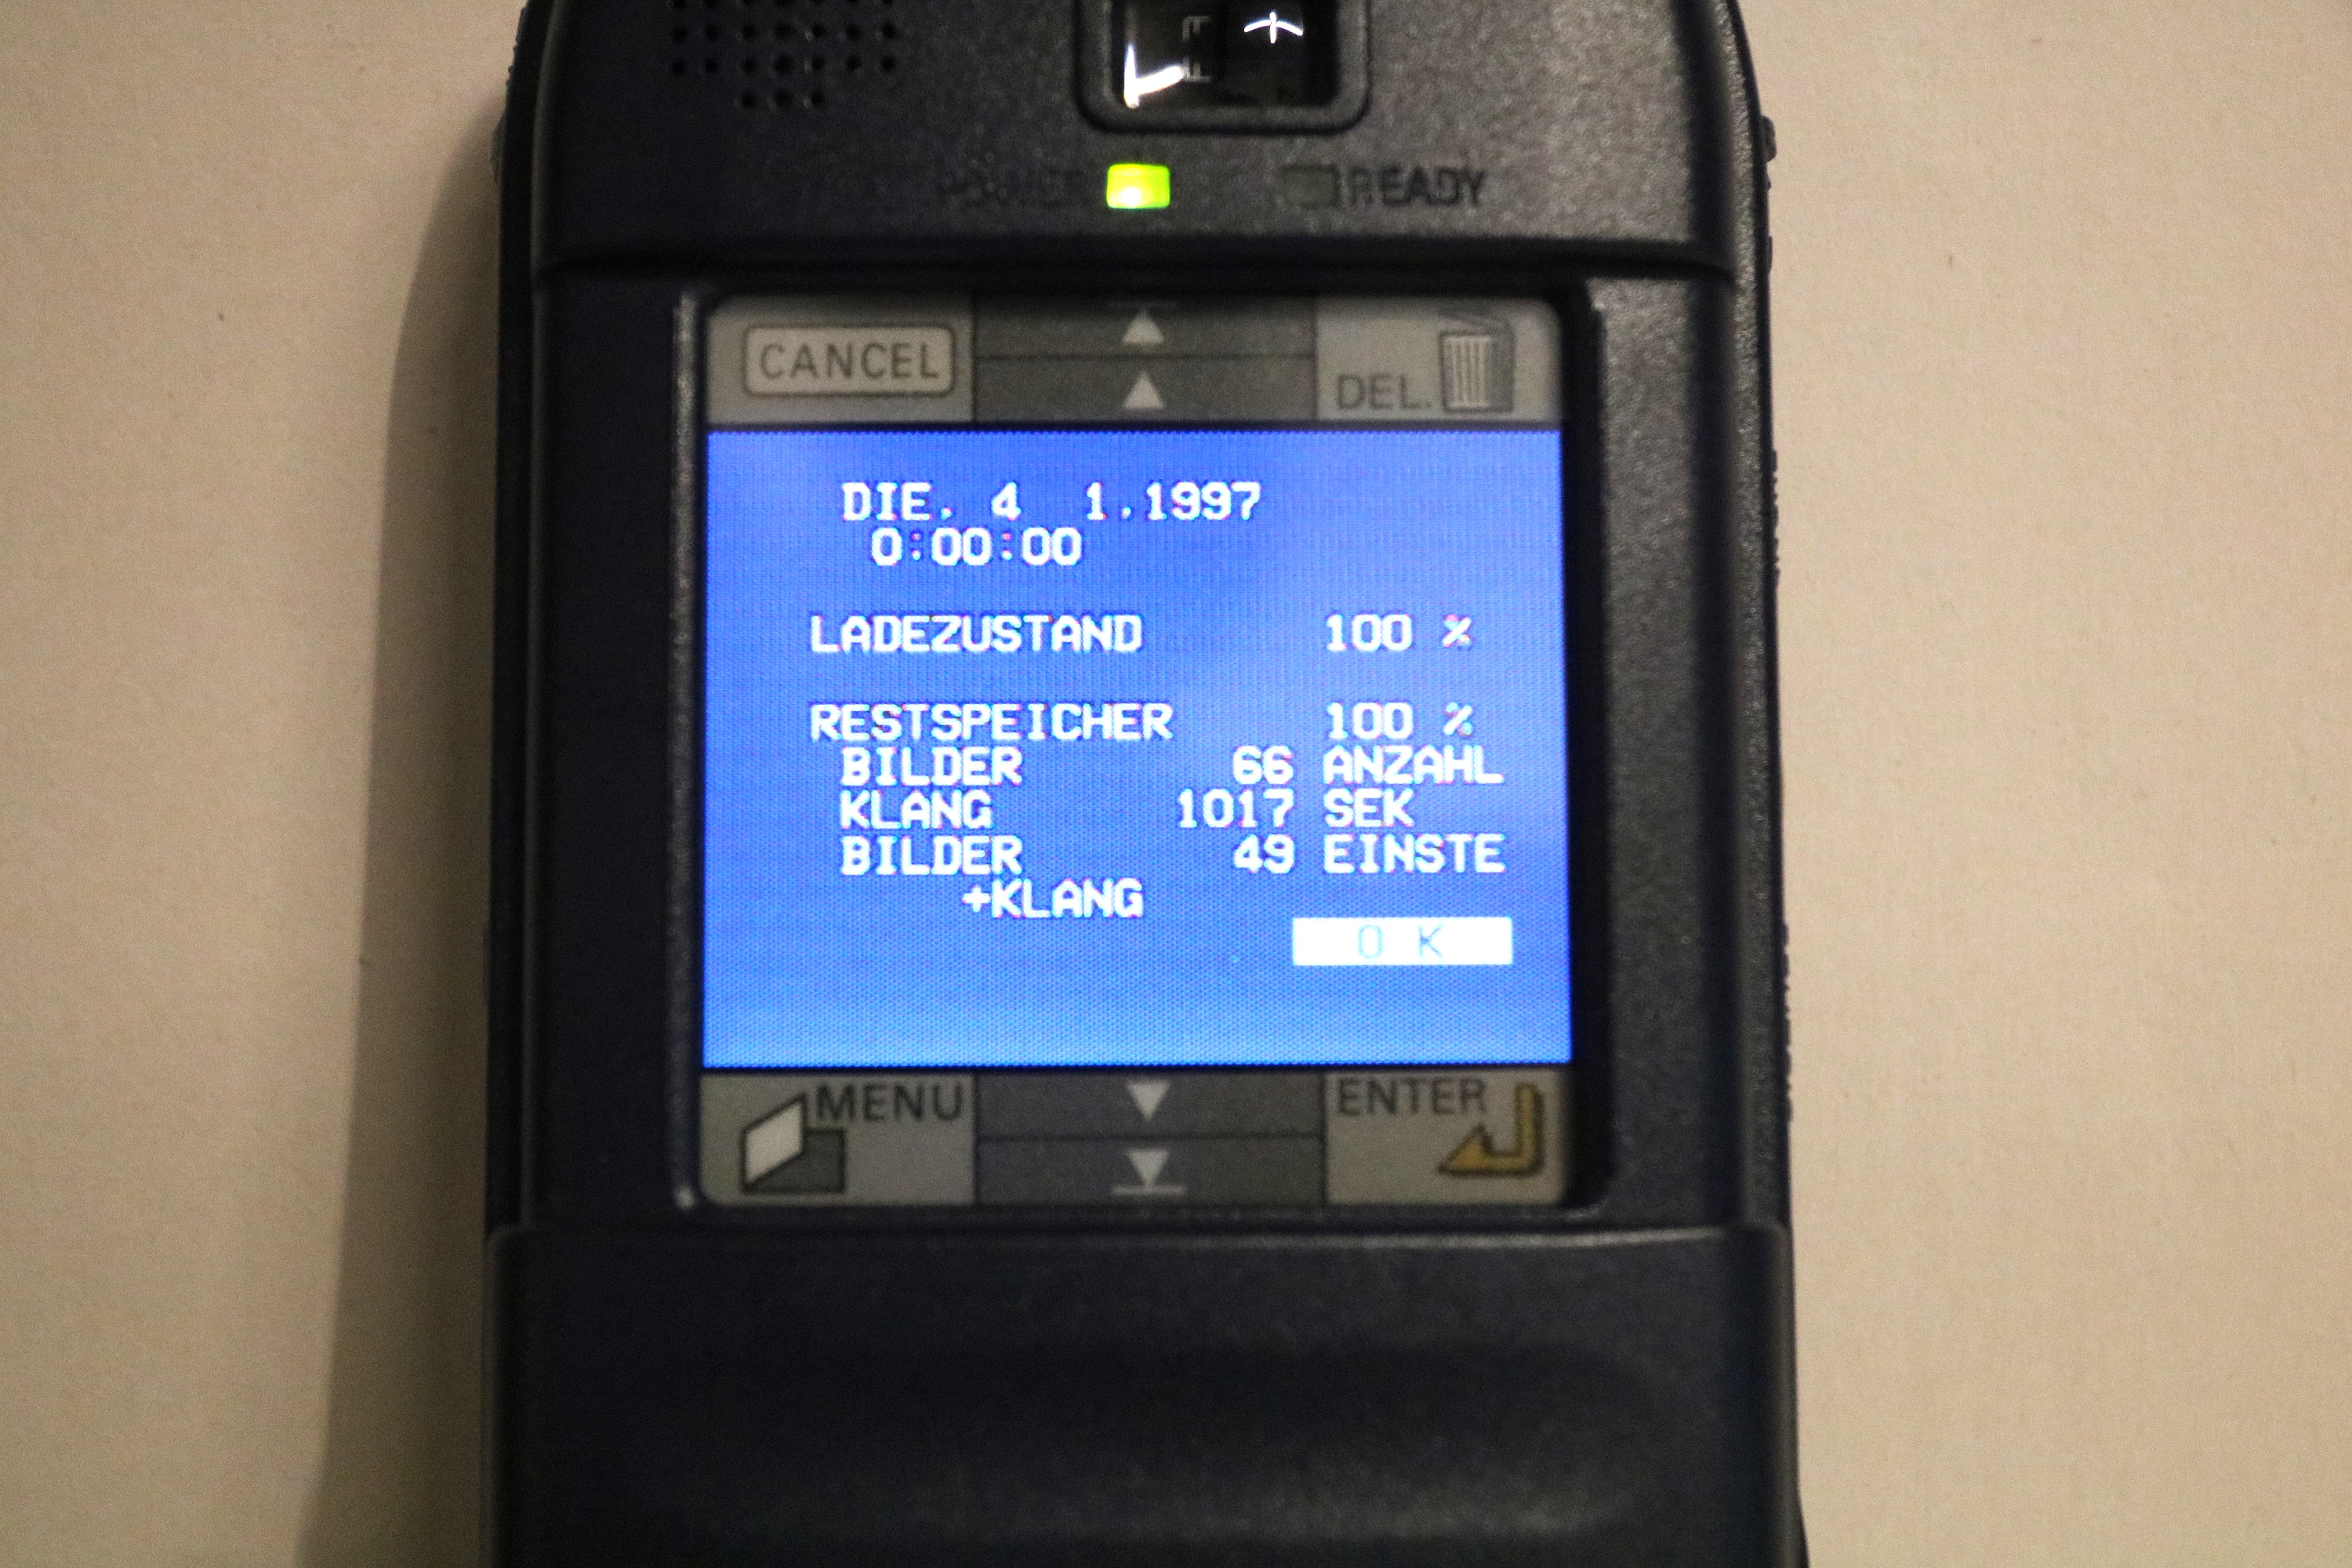 POWER READY
CANCEL
DEL.
DIE. 4 1.1997
0:00:00
LADEZUSTAND 100 %
RESTSPEICHER 100 %
BILDER 66 ANZAHL
KLANG 1017 SEK
BILDER 49 EINSTE
+KLANG
O K
MENU
ENTER